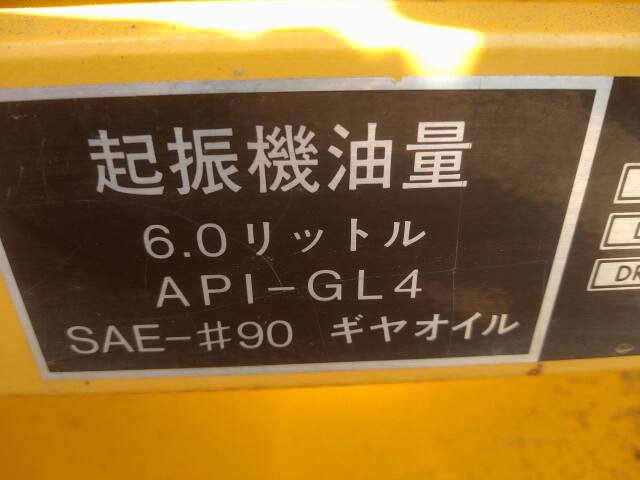 起振機油量
6.0リットル
API-GL4
SAE-#90 ギヤオイル
DR